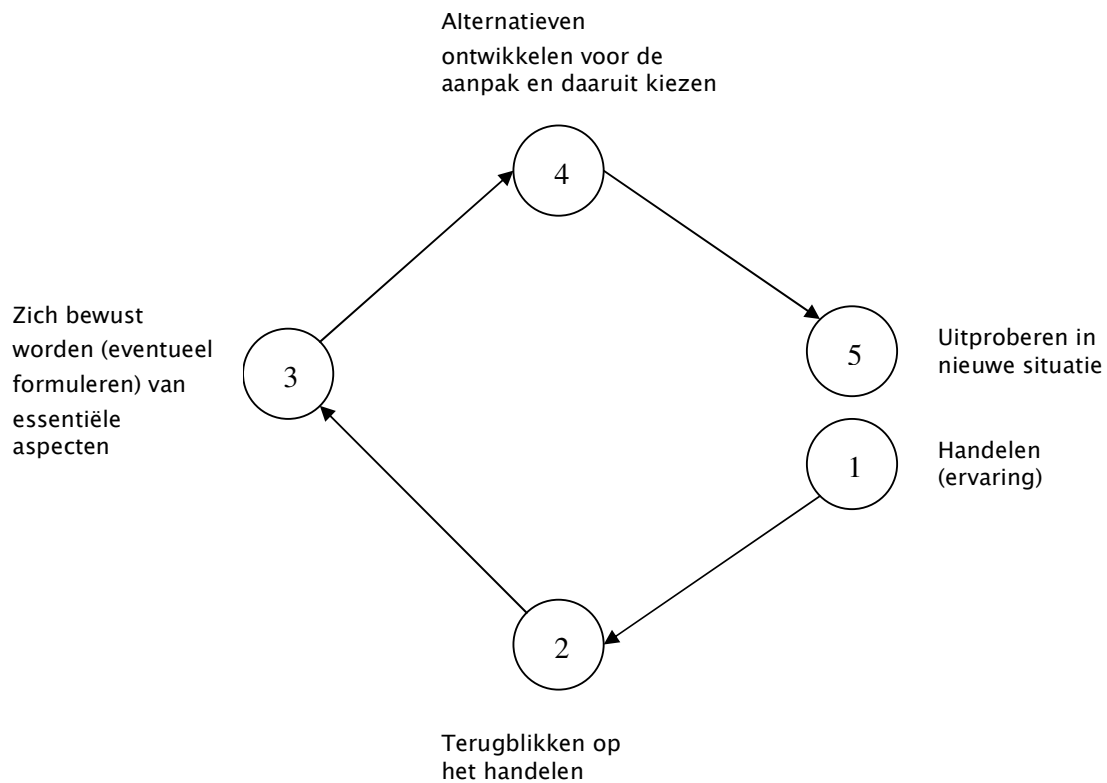 Alternatieven
ontwikkelen voor de
aanpak en daaruit kiezen
4
Zich bewust
worden (eventueel
formuleren) van
essentiële
aspecten
3
5
Uitproberen in
nieuwe situatie
1
Handelen
(ervaring)
2
Terugblikken op
het handelen